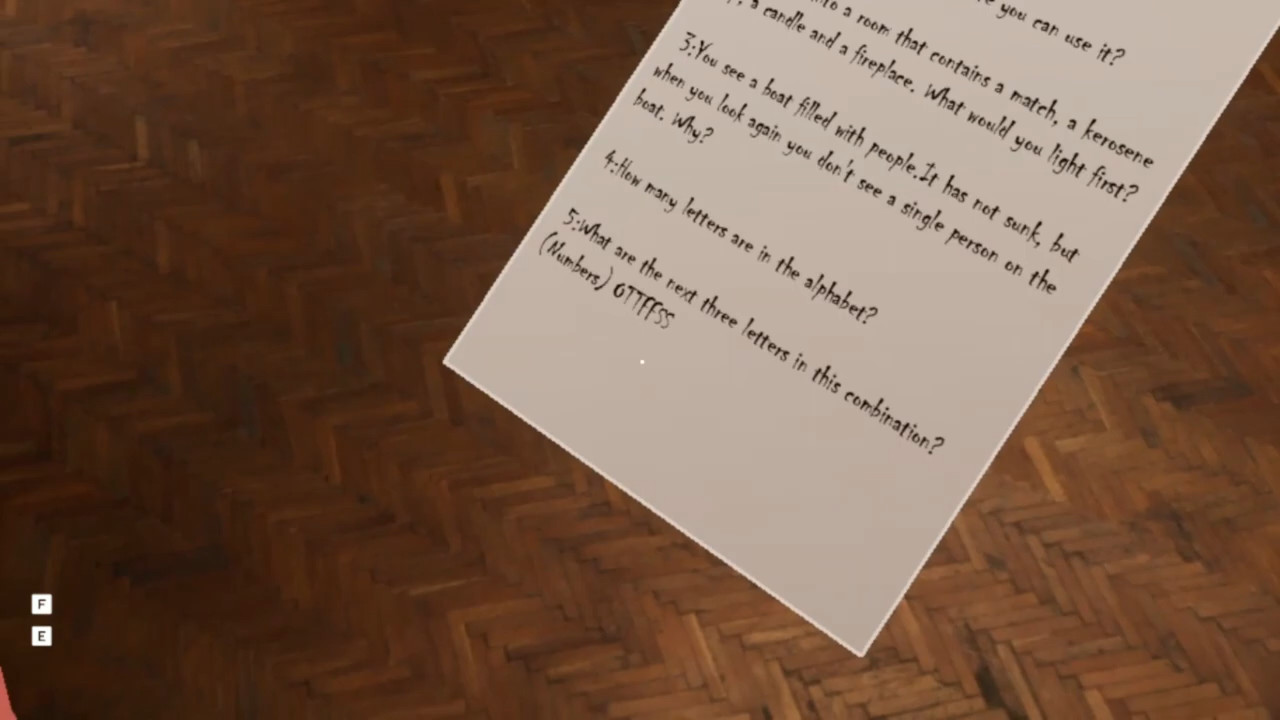 you can use it?
a room that contains a match, a kerosene
, a candle and a fireplace. What would you light first?
3:You see a boat filled with people.It has not sunk, but
when you look again you don't see a single person on the
boat. Why?
4:How many letters are in the alphabet?
5:What are the next three letters in this combination?
(Numbers) OTTFFSS
F
E